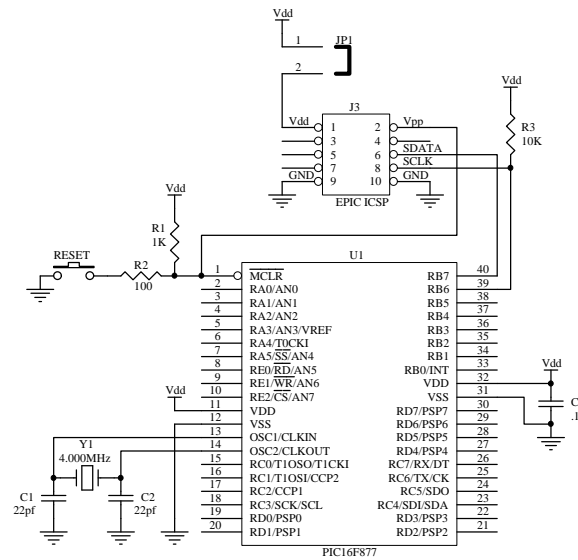 Vdd
1 JP1
2
J3
Vdd 1 2 Vpp
3 4
5 6 SDATA
7 8 SCLK
GND 9 10 GND
EPIC ICSP
Vdd
R3
10K
Vdd
R1
1K
RESET
R2
100
U1
1 MCLR RB7 40
2 RA0/AN0 RB6 39
3 RA1/AN1 RB5 38
4 RA2/AN2 RB4 37
5 RA3/AN3/VREF RB3 36
6 RA4/T0CKI RB2 35
7 RA5/SS/AN4 RB1 34
8 RE0/RD/AN5 RB0/INT 33
9 RE1/WR/AN6 VDD 32
10 RE2/CS/AN7 VSS 31
11 VDD RD7/PSP7 30
12 VSS RD6/PSP6 29
13 OSC1/CLKIN RD5/PSP5 28
14 OSC2/CLKOUT RD4/PSP4 27
15 RC0/T1OSO/T1CKI RC7/RX/DT 26
16 RC1/T1OSI/CCP2 RC6/TX/CK 25
17 RC2/CCP1 RC5/SDO 24
18 RC3/SCK/SCL RC4/SDI/SDA 23
19 RD0/PSP0 RD3/PSP3 22
20 RD1/PSP1 RD2/PSP2 21
PIC16F877
Vdd
Y1
4.000MHz
C1
22pf
C2
22pf
Vdd
C
.1